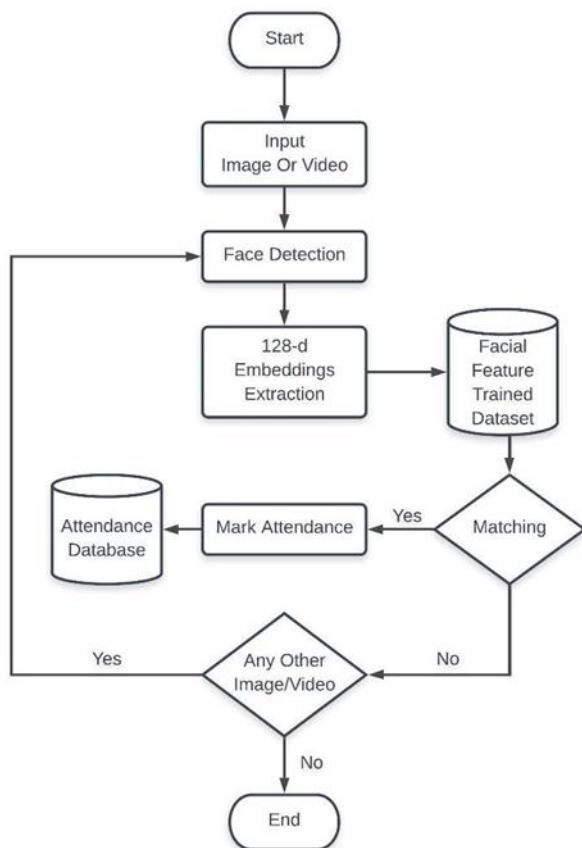 Start
Input
Image Or Video
Face Detection
128-d
Embeddings
Extraction
Facial
Feature
Trained
Dataset
Attendance
Database
Mark Attendance
Yes
Matching
Yes
Any Other
Image/Video
No
No
End